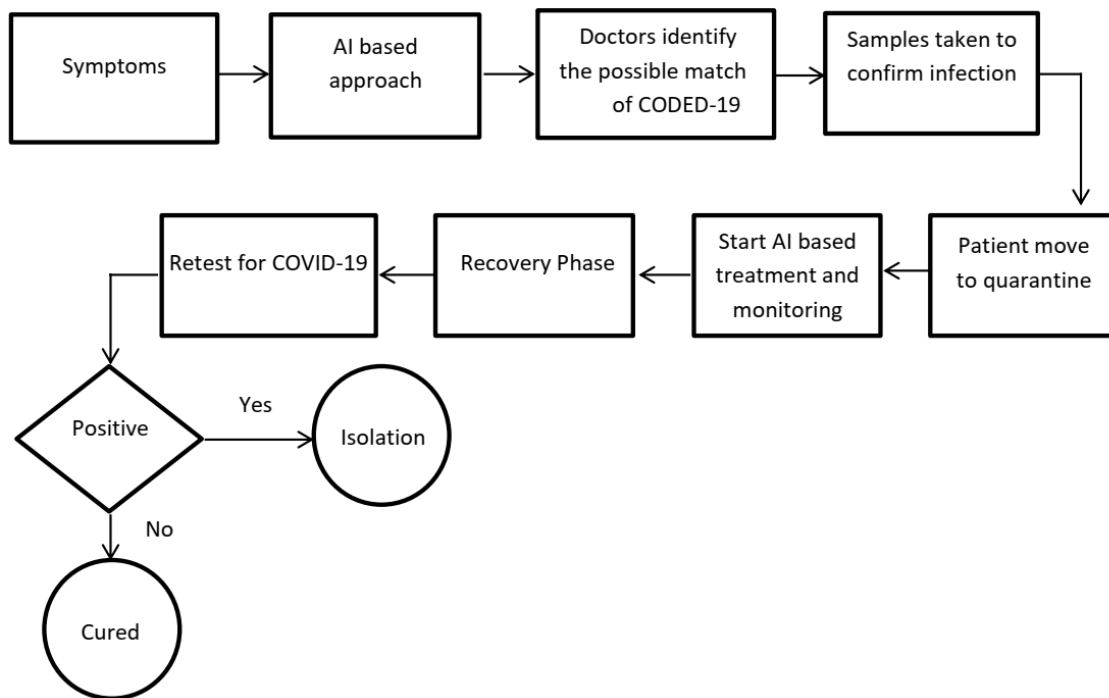 Symptoms
AI based
approach
Doctors identify
the possible match
of CODED-19
Samples taken to
confirm infection
Patient move
to quarantine
Start AI based
treatment and
monitoring
Recovery Phase
Retest for COVID-19
Positive
Yes
Isolation
No
Cured